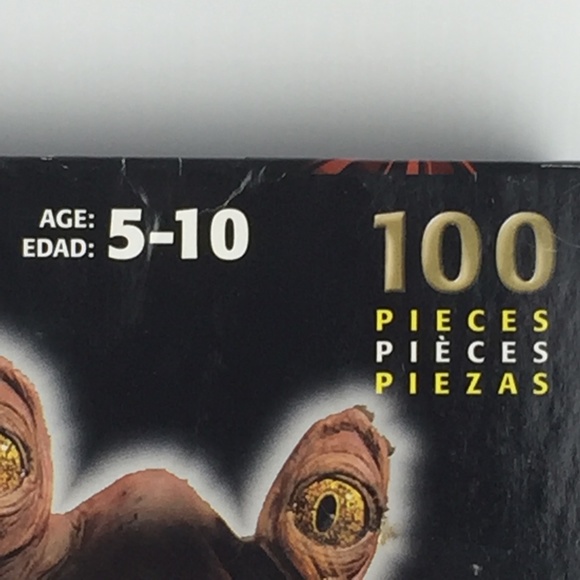 AGE:
EDAD: 5-10
100
PIECES
PIÈCES
PIEZAS